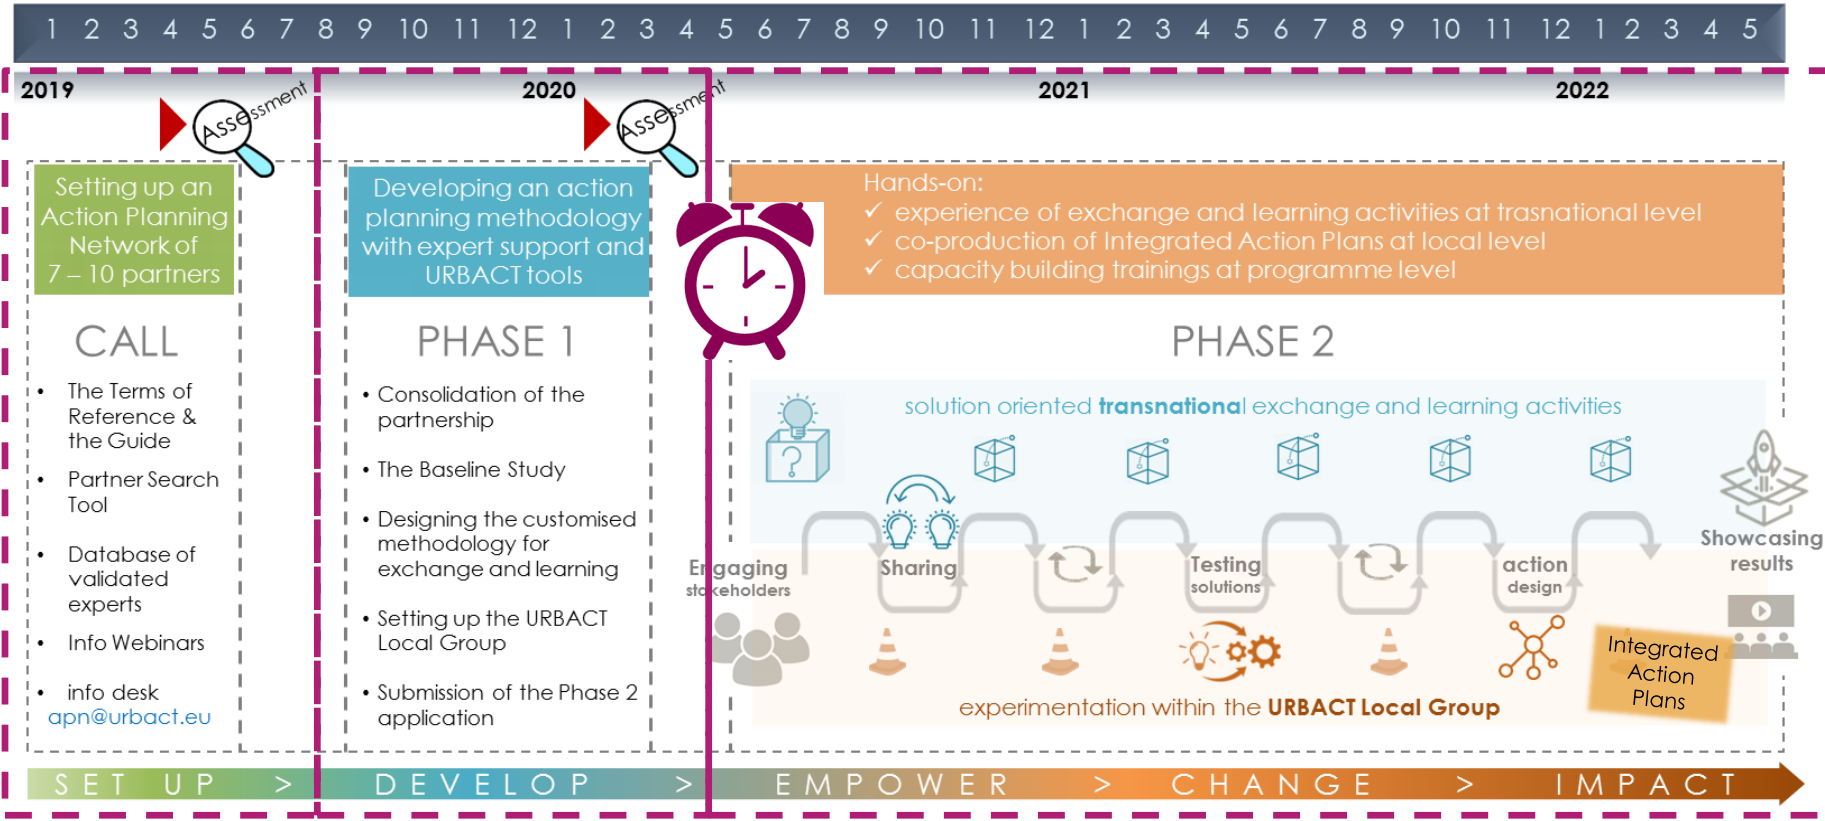 1 2 3 4 5 6 7 8 9 10 11 12 1 2 3 4 5 6 7 8 9 10 11 12 1 2 3 4 5 6 7 8 9 10 11 12 1 2 3 4 5
2019 2020 2021 2022
Assessment
Assessment
Setting up an
Action Planning
Network of
7 – 10 partners
CALL
• The Terms of
Reference &
the Guide
• Partner Search
Tool
• Database of
validated
experts
• Info Webinars
• info desk
apn@urbact.eu
Developing an action
planning methodology
with expert support and
URBACT tools
PHASE 1
• Consolidation of the
partnership
• The Baseline Study
• Designing the customised
methodology for
exchange and learning
• Setting up the URBACT
Local Group
• Submission of the Phase 2
application
Hands-on:
✓ experience of exchange and learning activities at trasnational level
✓ co-production of Integrated Action Plans at local level
✓ capacity building trainings at programme level
PHASE 2
solution oriented transnational exchange and learning activities
?
Engaging
stakeholders
Sharing
Testing
solutions
action
design
Showcasing
results
Integrated
Action
Plans
experimentation within the URBACT Local Group
SET UP > DEVELOP > EMPOWER > CHANGE > IMPACT